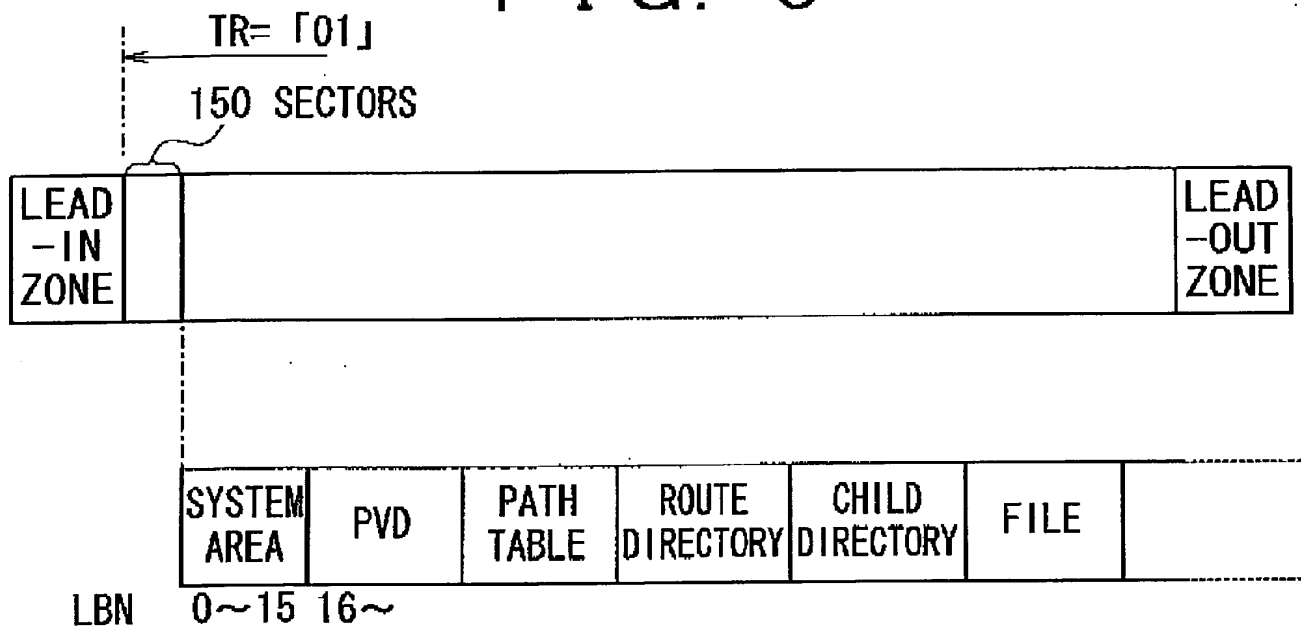 TR=「01」
150 SECTORS
LEAD
-IN
ZONE
LEAD
-OUT
ZONE
SYSTEM
AREA
PVD
PATH
TABLE
ROUTE
DIRECTORY
CHILD
DIRECTORY
FILE
LBN 0~15 16~